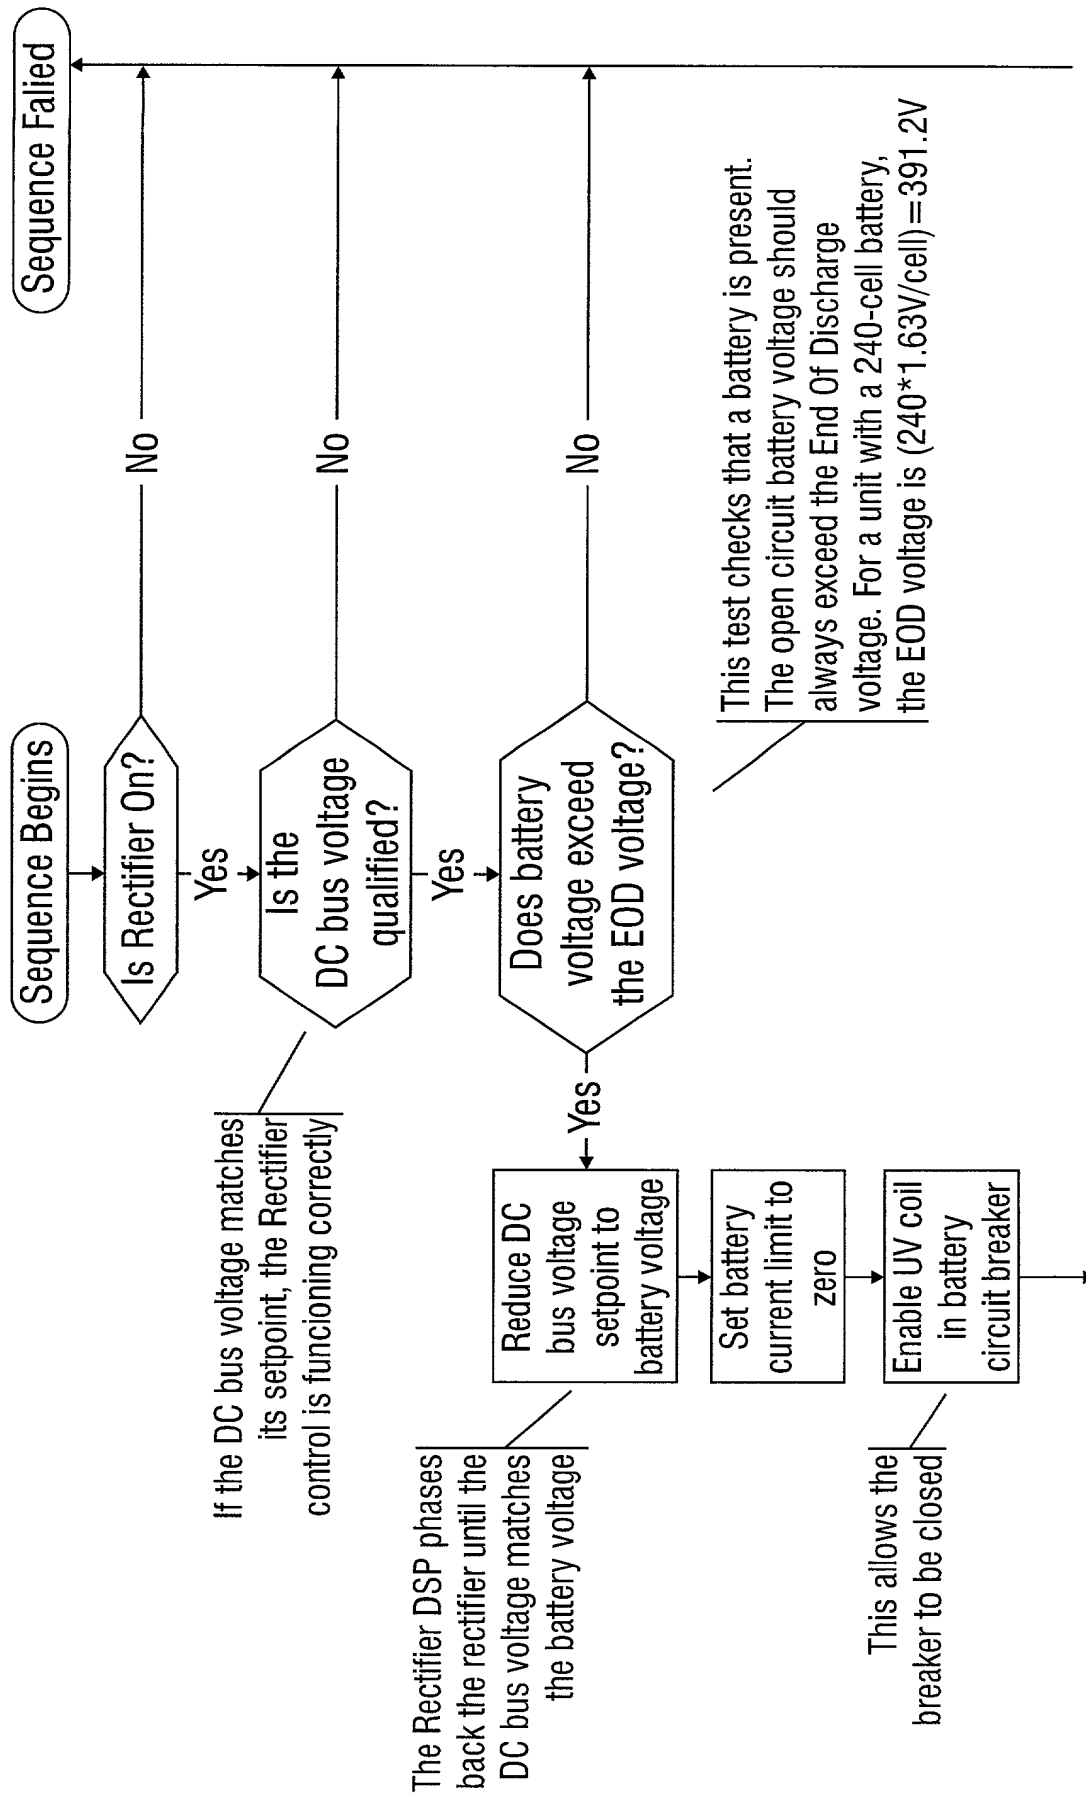 Sequence Begins
Sequence Falied
Is Rectifier On?
No
Yes
If the DC bus voltage matches
its setpoint, the Rectifier
control is funcioning correctly
Is the
DC bus voltage
qualified?
No
Yes
Does battery
voltage exceed
the EOD voltage?
No
Yes
This test checks that a battery is present.
The open circuit battery voltage should
always exceed the End Of Discharge
voltage. For a unit with a 240-cell battery,
the EOD voltage is (240*1.63V/cell)=391.2V
The Rectifier DSP phases
back the rectifier until the
DC bus voltage matches
the battery voltage
Reduce DC
bus voltage
setpoint to
battery voltage
Set battery
current limit to
zero
This allows the
breaker to be closed
Enable UV coil
in battery
circuit breaker